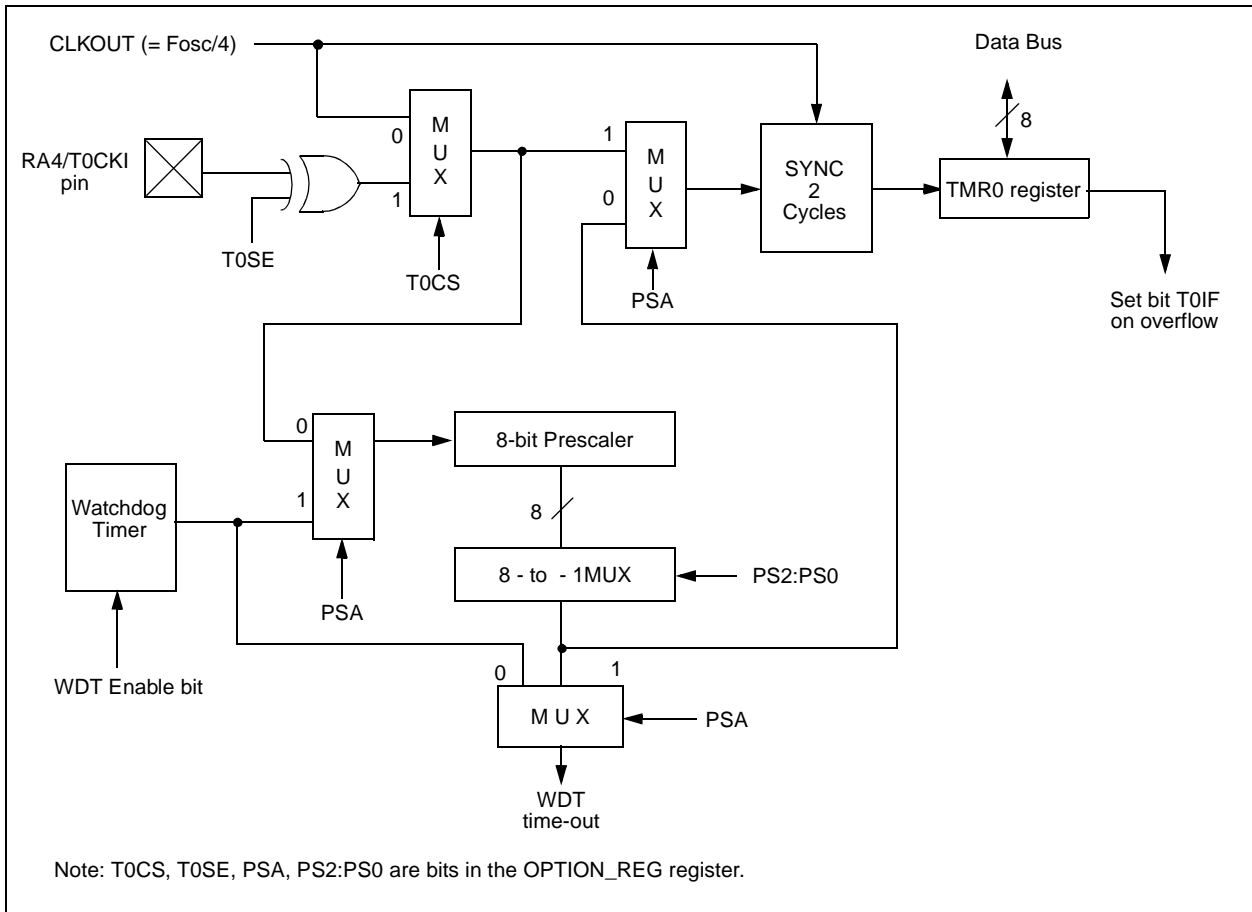 CLKOUT (= Fosc/4)
Data Bus
8
RA4/T0CKI
pin
T0SE
0
1
M
U
X
T0CS
1
0
M
U
X
PSA
SYNC
2
Cycles
TMR0 register
Set bit T0IF
on overflow
0
1
M
U
X
PSA
8-bit Prescaler
8
Watchdog
Timer
WDT Enable bit
8 - to - 1MUX
PS2:PS0
0
1
M U X
PSA
WDT
time-out
Note: T0CS, T0SE, PSA, PS2:PS0 are bits in the OPTION_REG register.